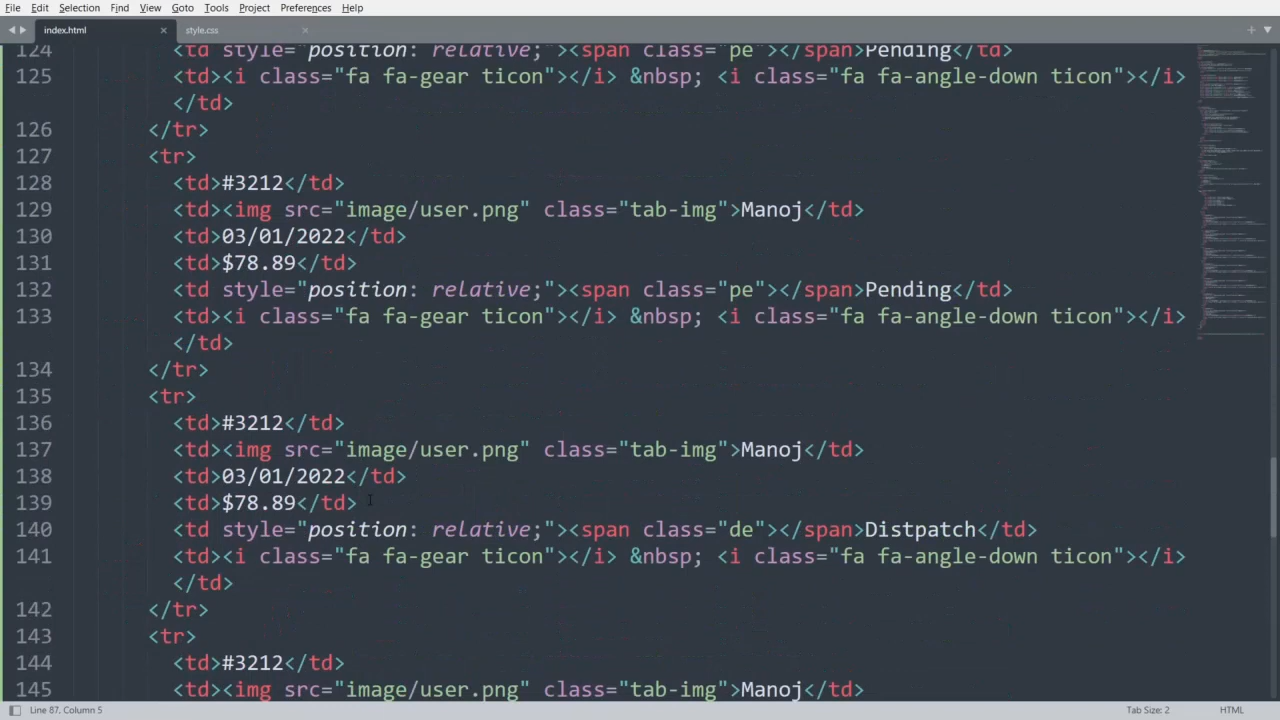 File Edit Selection Find View Goto Tools Project Preferences Help
index.html × style.css ×
124 <td style="position: relative;"><span class="pe"></span>Pending</td>
125 <td><i class="fa fa-gear ticon"></i> &nbsp; <i class="fa fa-angle-down ticon"></i>
</td>
126 </tr>
127 <tr>
128 <td>#3212</td>
129 <td><img src="image/user.png" class="tab-img">Manoj</td>
130 <td>03/01/2022</td>
131 <td>$78.89</td>
132 <td style="position: relative;"><span class="pe"></span>Pending</td>
133 <td><i class="fa fa-gear ticon"></i> &nbsp; <i class="fa fa-angle-down ticon"></i>
</td>
134 </tr>
135 <tr>
136 <td>#3212</td>
137 <td><img src="image/user.png" class="tab-img">Manoj</td>
138 <td>03/01/2022</td>
139 <td>$78.89</td>
140 <td style="position: relative;"><span class="de"></span>Distpatch</td>
141 <td><i class="fa fa-gear ticon"></i> &nbsp; <i class="fa fa-angle-down ticon"></i>
</td>
142 </tr>
143 <tr>
144 <td>#3212</td>
145 <td><img src="image/user.png" class="tab-img">Manoj</td>
Line 87, Column 5 Tab Size: 2 HTML